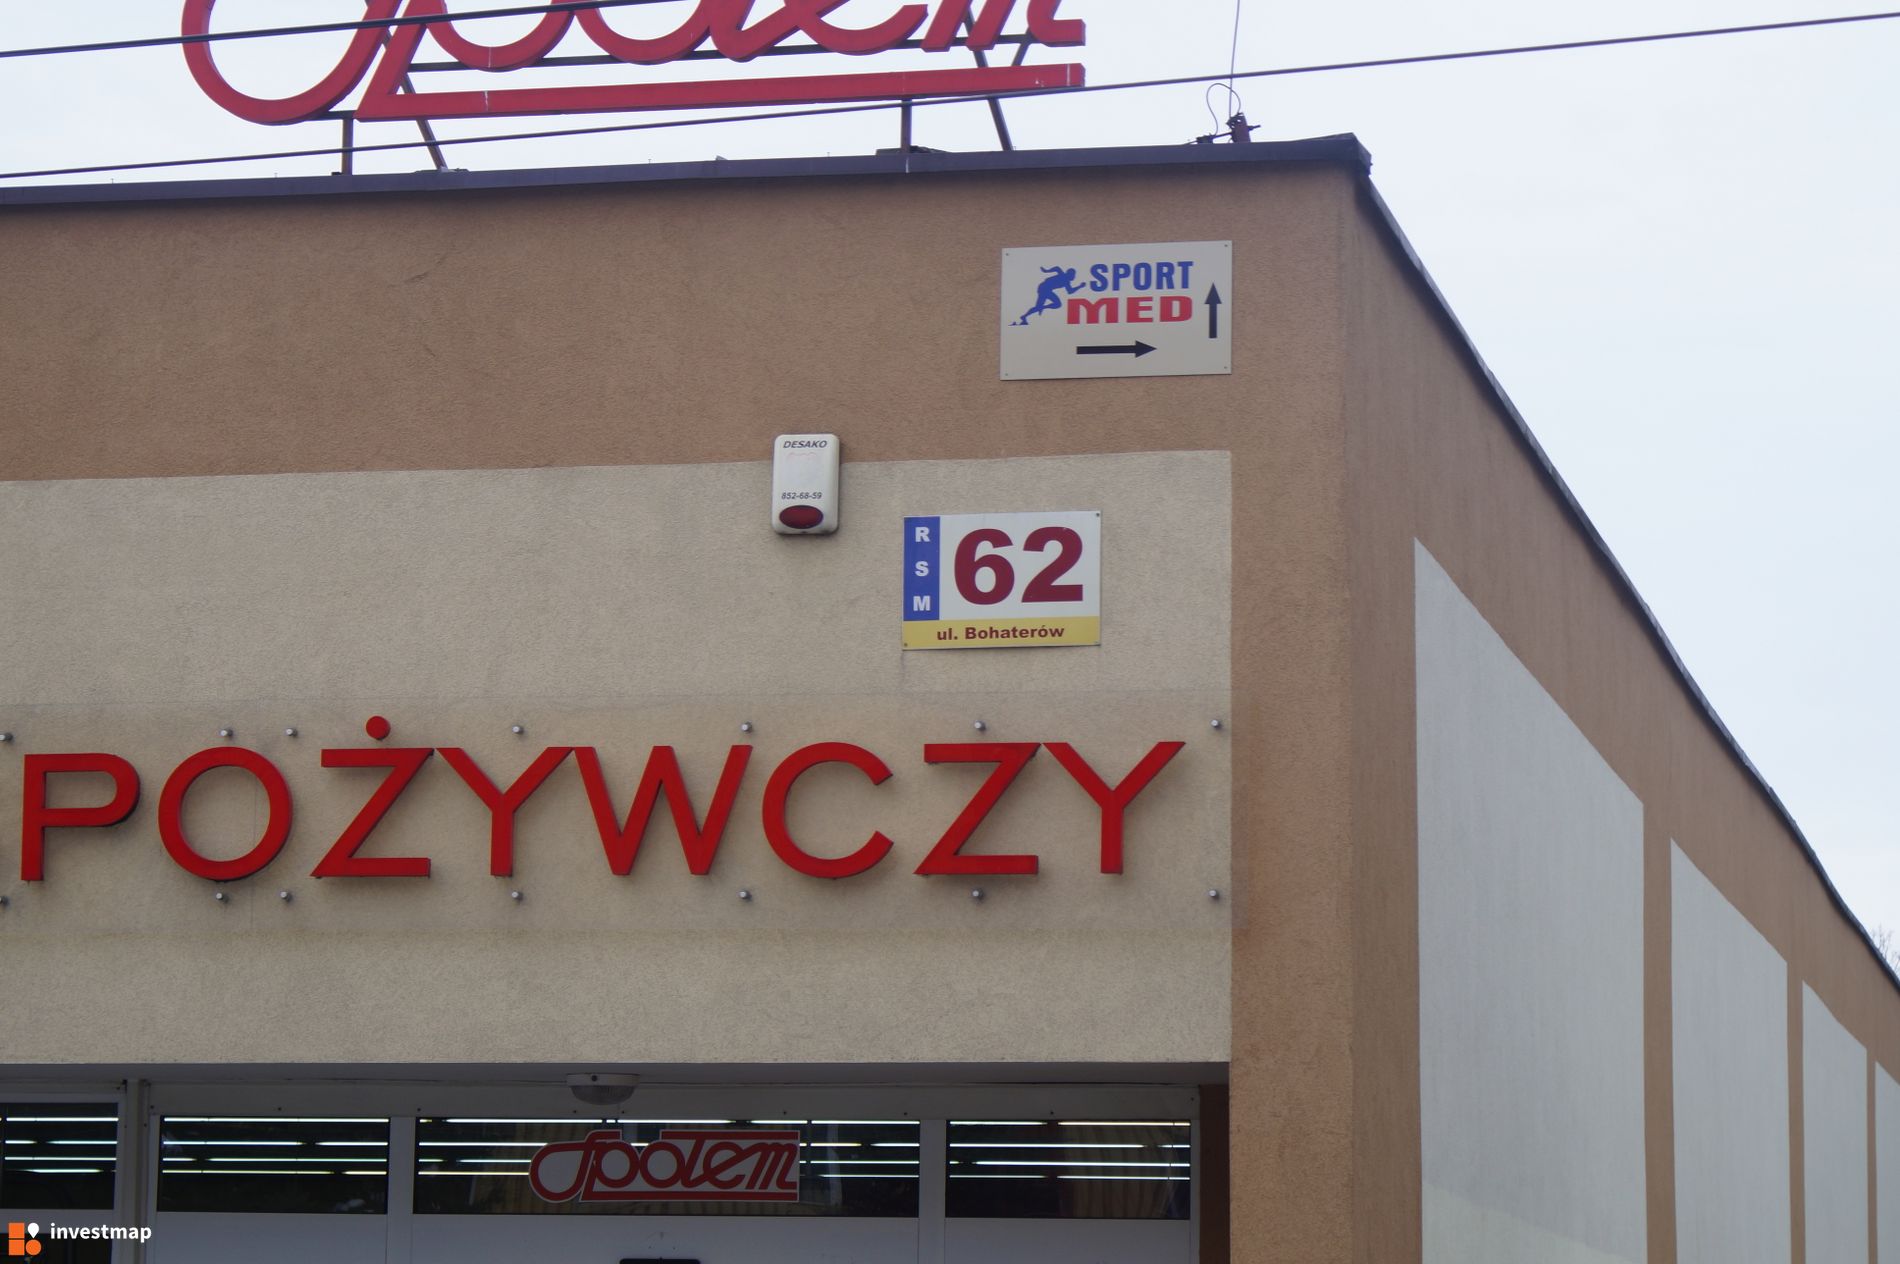 Społem
SPORT
MED
DESAKO
852-68-59
RSM
62
ul. Bohaterów
POŻYWCZY
Społem
investmap